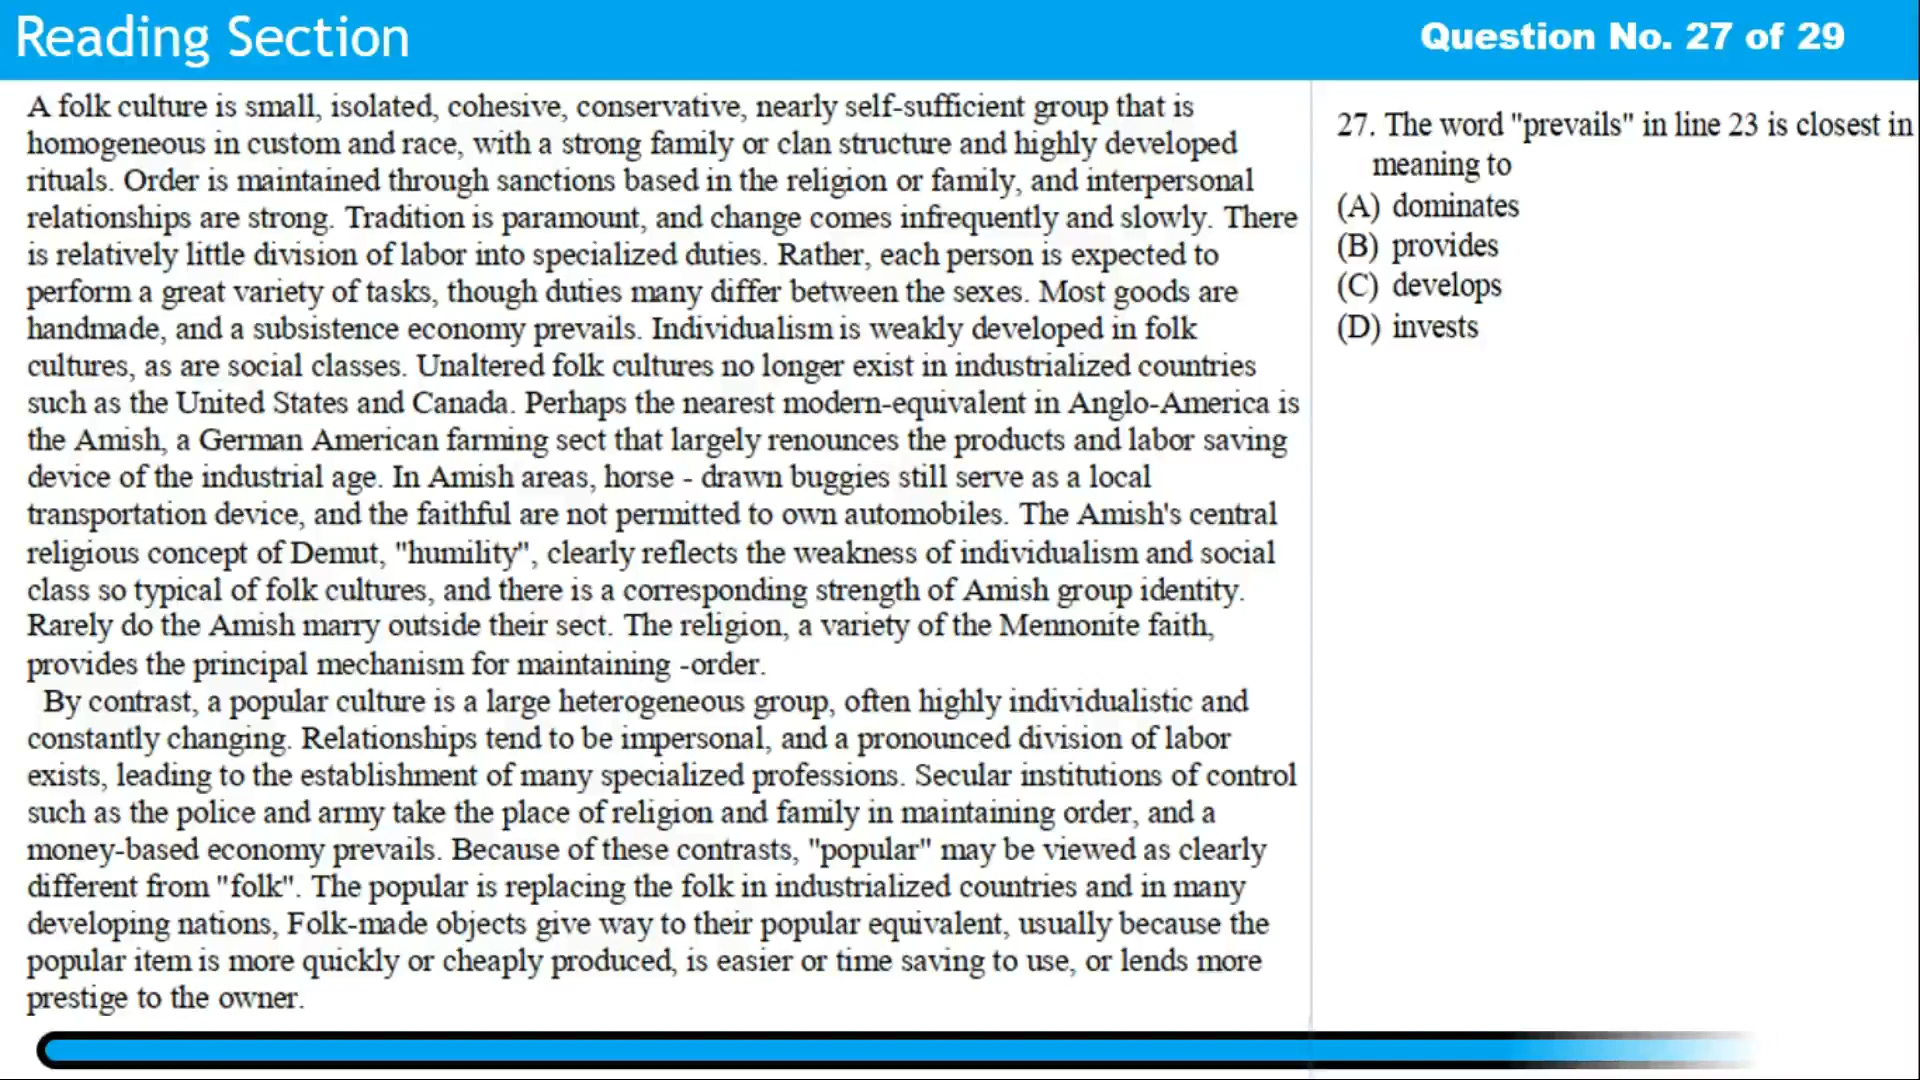 Reading Section
Question No. 27 of 29
A folk culture is small, isolated, cohesive, conservative, nearly self-sufficient group that is
homogeneous in custom and race, with a strong family or clan structure and highly developed
rituals. Order is maintained through sanctions based in the religion or family, and interpersonal
relationships are strong. Tradition is paramount, and change comes infrequently and slowly. There
is relatively little division of labor into specialized duties. Rather, each person is expected to
perform a great variety of tasks, though duties many differ between the sexes. Most goods are
handmade, and a subsistence economy prevails. Individualism is weakly developed in folk
cultures, as are social classes. Unaltered folk cultures no longer exist in industrialized countries
such as the United States and Canada. Perhaps the nearest modern-equivalent in Anglo-America is
the Amish, a German American farming sect that largely renounces the products and labor saving
device of the industrial age. In Amish areas, horse - drawn buggies still serve as a local
transportation device, and the faithful are not permitted to own automobiles. The Amish's central
religious concept of Demut, "humility", clearly reflects the weakness of individualism and social
class so typical of folk cultures, and there is a corresponding strength of Amish group identity.
Rarely do the Amish marry outside their sect. The religion, a variety of the Mennonite faith,
provides the principal mechanism for maintaining -order.
By contrast, a popular culture is a large heterogeneous group, often highly individualistic and
constantly changing. Relationships tend to be impersonal, and a pronounced division of labor
exists, leading to the establishment of many specialized professions. Secular institutions of control
such as the police and army take the place of religion and family in maintaining order, and a
money-based economy prevails. Because of these contrasts, "popular" may be viewed as clearly
different from "folk". The popular is replacing the folk in industrialized countries and in many
developing nations, Folk-made objects give way to their popular equivalent, usually because the
popular item is more quickly or cheaply produced, is easier or time saving to use, or lends more
prestige to the owner.
27. The word "prevails" in line 23 is closest in
meaning to
(A) dominates
(B) provides
(C) develops
(D) invests